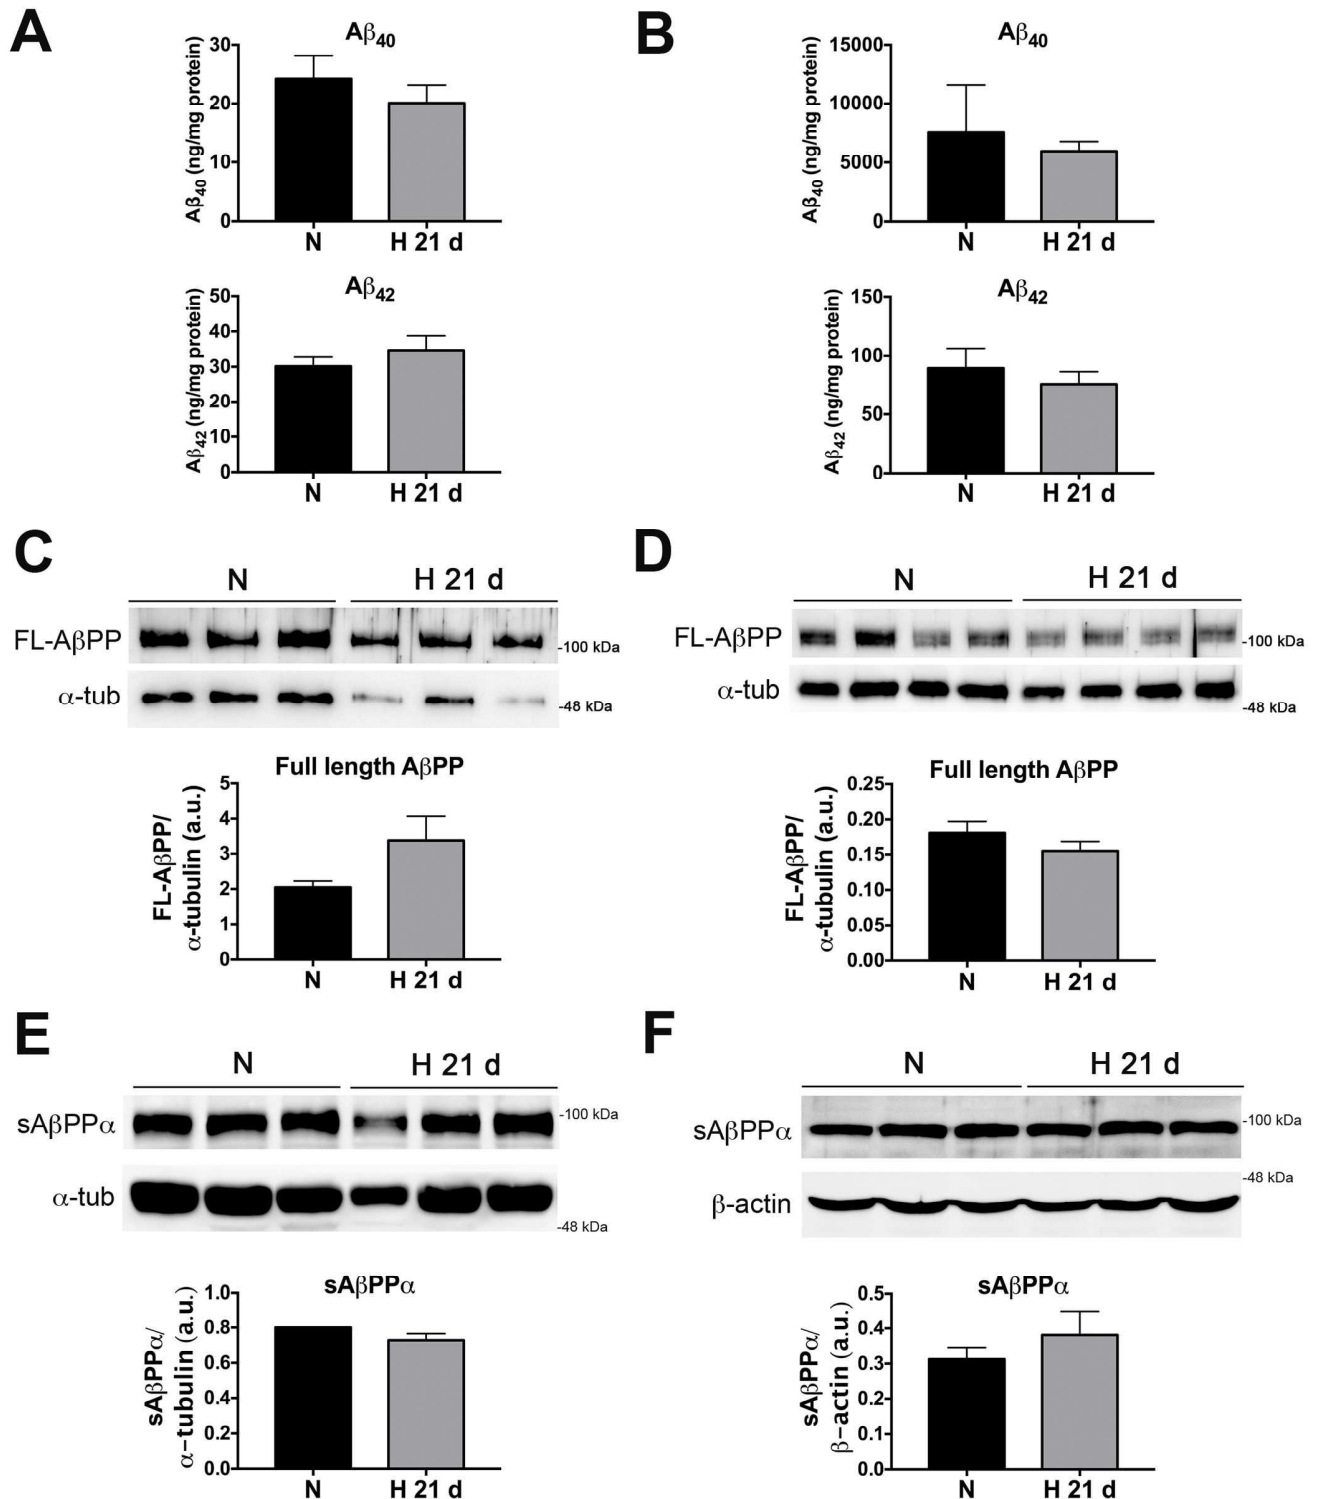 A
Aβ40
Aβ40 (ng/mg protein)
30
20
10
0
N
H 21 d
Aβ42
Aβ42 (ng/mg protein)
50
40
30
20
10
0
N
H 21 d
B
Aβ40
Aβ40 (ng/mg protein)
15000
10000
5000
0
N
H 21 d
Aβ42
Aβ42 (ng/mg protein)
150
100
50
0
N
H 21 d
C
N
H 21 d
FL-AβPP
-100 kDa
α-tub
-48 kDa
Full length AβPP
FL-AβPP/
α-tubulin (a.u.)
5
4
3
2
1
0
N
H 21 d
D
N
H 21 d
FL-AβPP
-100 kDa
α-tub
-48 kDa
Full length AβPP
FL-AβPP/
α-tubulin (a.u.)
0.25
0.20
0.15
0.10
0.05
0.00
N
H 21 d
E
N
H 21 d
sAβPPα
-100 kDa
α-tub
-48 kDa
sAβPPα
sAβPPα/
α-tubulin (a.u.)
1.0
0.8
0.6
0.4
0.2
0.0
N
H 21 d
F
N
H 21 d
sAβPPα
-100 kDa
-48 kDa
β-actin
sAβPPα
sAβPPα/
β-actin (a.u.)
0.5
0.4
0.3
0.2
0.1
0.0
N
H 21 d